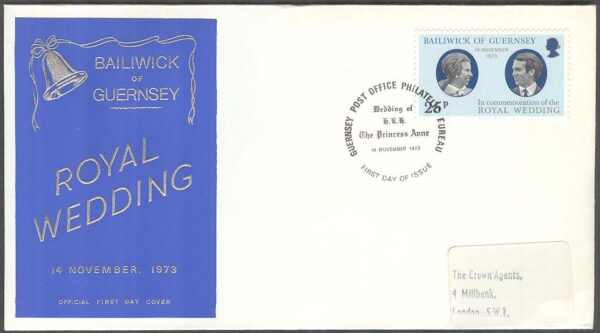 BAILIWICK
OF
GUERNSEY
ROYAL
WEDDING
14 NOVEMBER. 1973
OFFICIAL FIRST DAY COVER
GUERNSEY POST OFFICE PHILATELIC BUREAU
Wedding of
H.R.H.
The Princess Anne
14 NOVEMBER 1973
FIRST DAY OF ISSUE
BAILIWICK OF GUERNSEY
14 NOVEMBER
1973
25P
In commemoration of the
ROYAL WEDDING
The Crown Agents,
4 Millbank,
London S.W.1.